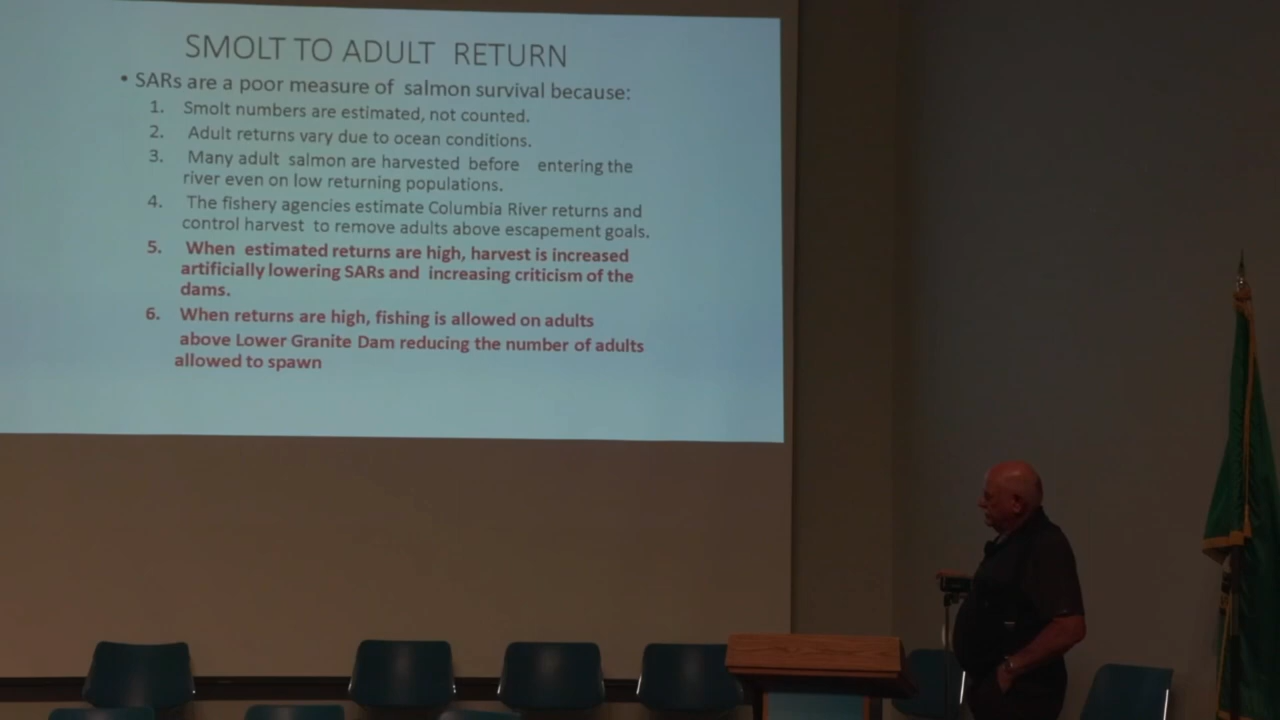 SMOLT TO ADULT RETURN
• SARs are a poor measure of salmon survival because:
1. Smolt numbers are estimated, not counted.
2. Adult returns vary due to ocean conditions.
3. Many adult salmon are harvested before entering the
river even on low returning populations.
4. The fishery agencies estimate Columbia River returns and
control harvest to remove adults above escapement goals.
5. When estimated returns are high, harvest is increased
artificially lowering SARs and increasing criticism of the
dams.
6. When returns are high, fishing is allowed on adults
above Lower Granite Dam reducing the number of adults
allowed to spawn